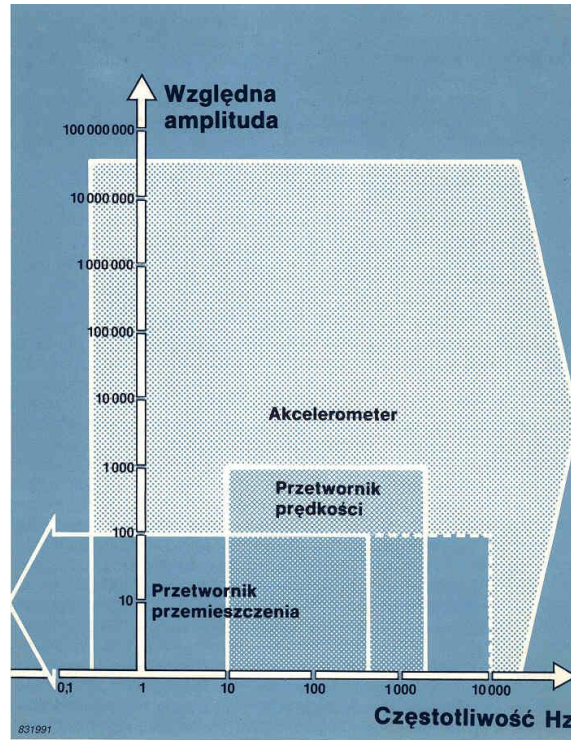 Względna
amplituda
100 000 000
10 000 000
1 000 000
100 000
10 000
1 000
100
10
Akcelerometer
Przetwornik
prędkości
Przetwornik
przemieszczenia
0,1 1 10 100 1 000 10 000
Częstotliwość Hz
831991